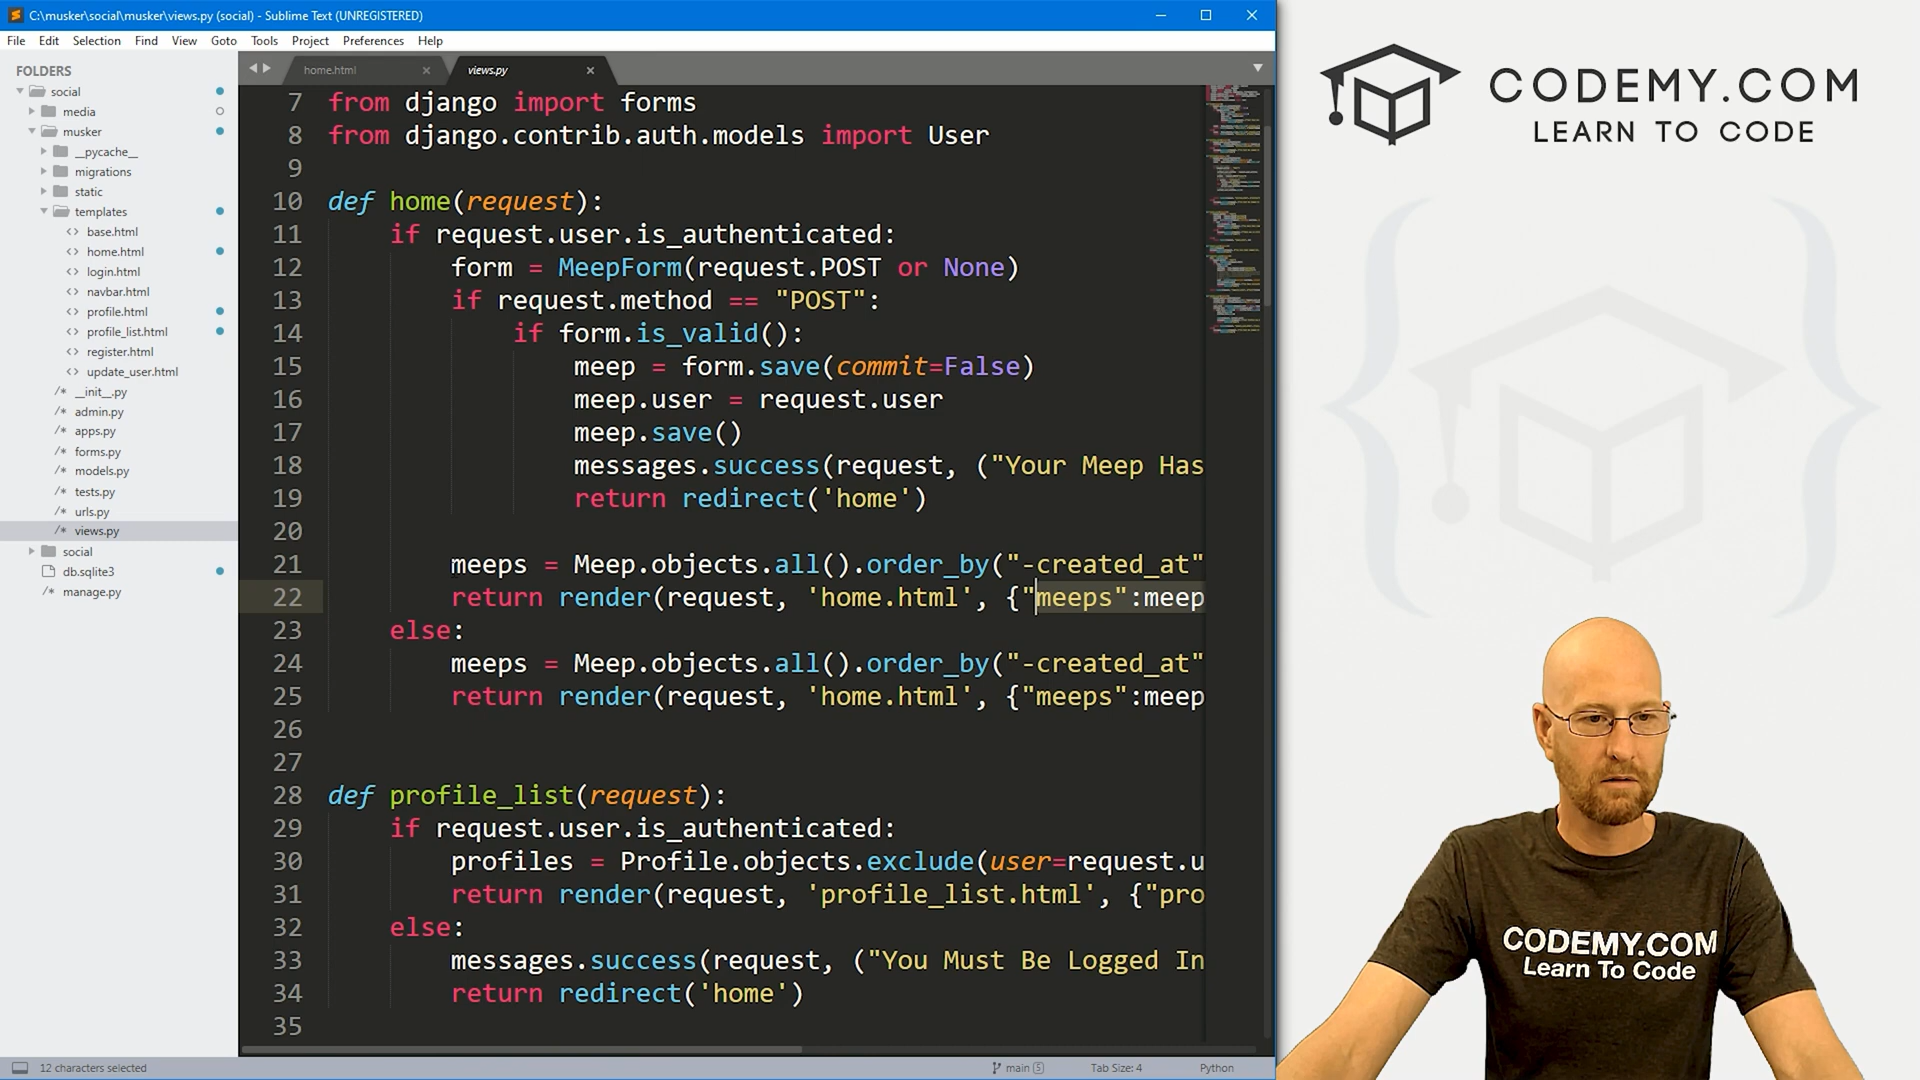 C:\musker\social\musker\views.py (social) - Sublime Text (UNREGISTERED)
File Edit Selection Find View Goto Tools Project Preferences Help
FOLDERS
social
media
musker
__pycache__
migrations
static
templates
<> base.html
<> home.html
<> login.html
<> navbar.html
<> profile.html
<> profile_list.html
<> register.html
<> update_user.html
/* __init__.py
/* admin.py
/* apps.py
/* forms.py
/* models.py
/* tests.py
/* urls.py
/* views.py
social
db.sqlite3
/* manage.py
home.html
views.py
7 from django import forms
8 from django.contrib.auth.models import User
9
10 def home(request):
11 if request.user.is_authenticated:
12 form = MeepForm(request.POST or None)
13 if request.method == "POST":
14 if form.is_valid():
15 meep = form.save(commit=False)
16 meep.user = request.user
17 meep.save()
18 messages.success(request, ("Your Meep Has
19 return redirect('home')
20
21 meeps = Meep.objects.all().order_by("-created_at"
22 return render(request, 'home.html', {"meeps":meep
23 else:
24 meeps = Meep.objects.all().order_by("-created_at"
25 return render(request, 'home.html', {"meeps":meep
26
27
28 def profile_list(request):
29 if request.user.is_authenticated:
30 profiles = Profile.objects.exclude(user=request.u
31 return render(request, 'profile_list.html', {"pro
32 else:
33 messages.success(request, ("You Must Be Logged In
34 return redirect('home')
35
12 characters selected
main 5
Tab Size: 4
Python
CODEMY.COM
LEARN TO CODE
CODEMY.COM
Learn To Code